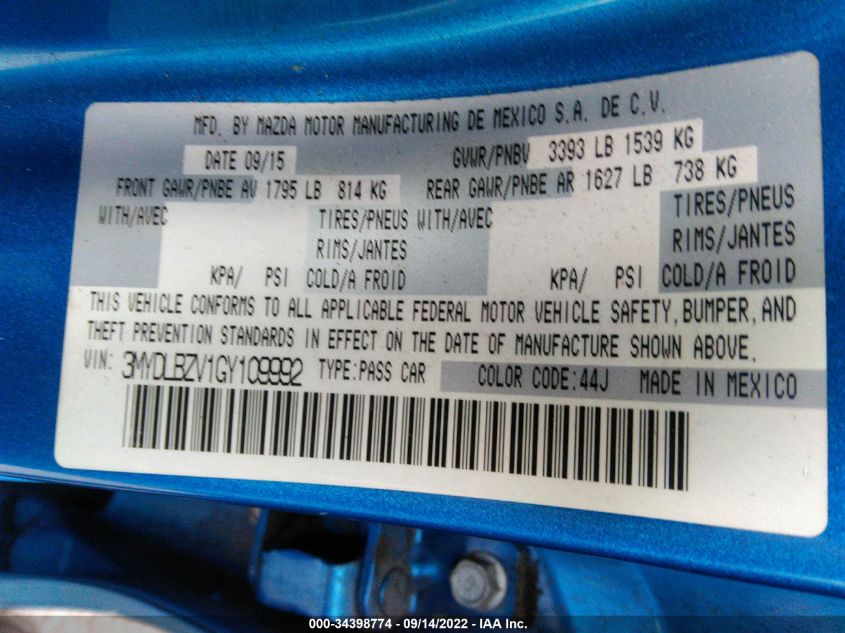 MFD. BY MAZDA MOTOR MANUFACTURING DE MEXICO S.A. DE C.V.
DATE 09/15 GVWR/PNBV 3393 LB 1539 KG
FRONT GAWR/PNBE AV 1795 LB 814 KG REAR GAWR/PNBE AR 1627 LB 738 KG
WITH/AVEC TIRES/PNEUS WITH/AVEC TIRES/PNEUS
RIMS/JANTES RIMS/JANTES
KPA/ PSI COLD/A FROID KPA/ PSI COLD/A FROID
THIS VEHICLE CONFORMS TO ALL APPLICABLE FEDERAL MOTOR VEHICLE SAFETY, BUMPER, AND
THEFT PREVENTION STANDARDS IN EFFECT ON THE DATE OF MANUFACTURE SHOWN ABOVE.
VIN: 3MYDLBZV1GY109992 TYPE:PASS CAR COLOR CODE:44J MADE IN MEXICO
000-34398774 - 09/14/2022 - IAA Inc.